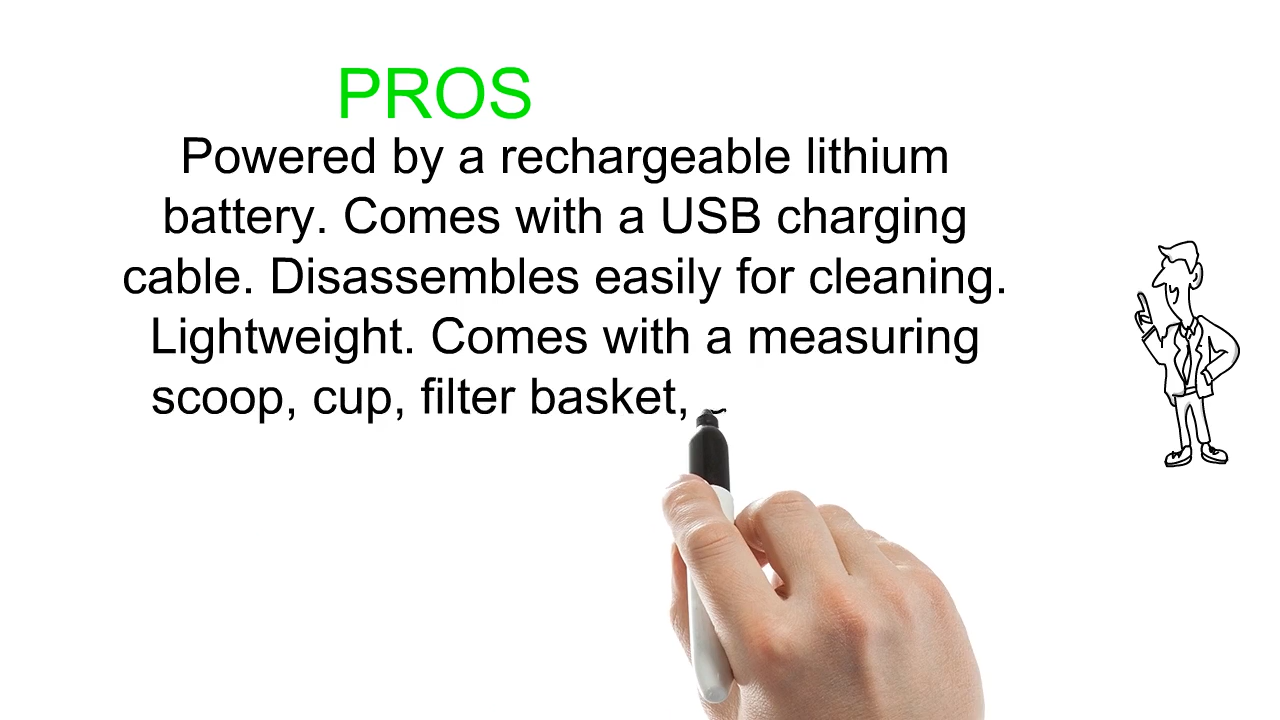 PROS
Powered by a rechargeable lithium
battery. Comes with a USB charging
cable. Disassembles easily for cleaning.
Lightweight. Comes with a measuring
scoop, cup, filter basket,